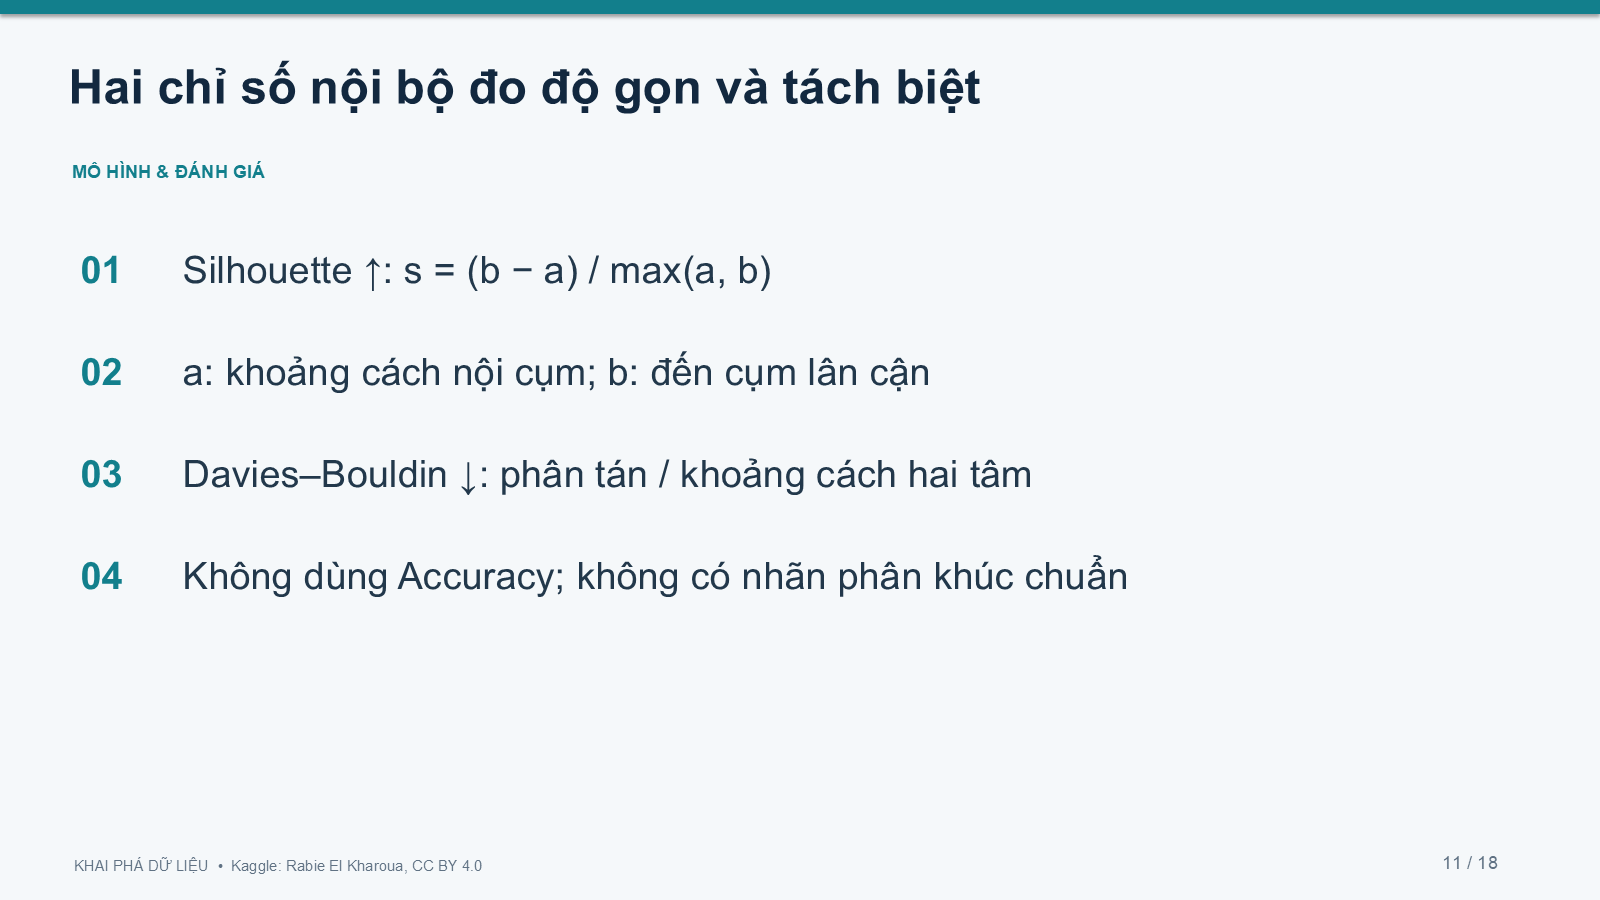 Hai chỉ số nội bộ đo độ gọn và tách biệt
MÔ HÌNH & ĐÁNH GIÁ
01 Silhouette ↑: s = (b − a) / max(a, b)
02 a: khoảng cách nội cụm; b: đến cụm lân cận
03 Davies–Bouldin ↓: phân tán / khoảng cách hai tâm
04 Không dùng Accuracy; không có nhãn phân khúc chuẩn
KHAI PHÁ DỮ LIỆU • Kaggle: Rabie El Kharoua, CC BY 4.0
11 / 18